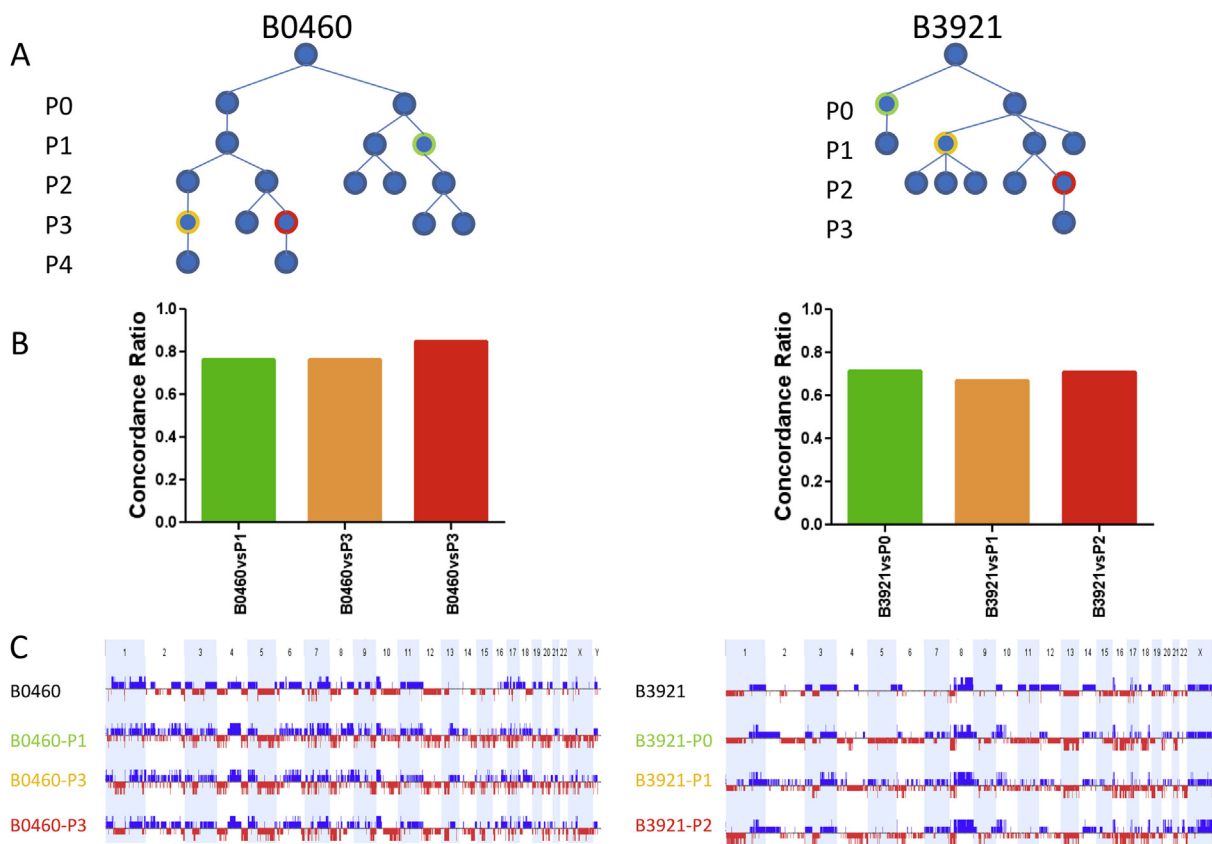 B0460
B3921
A
P0
P1
P2
P3
P4
P0
P1
P2
P3
B
Concordance Ratio
1.0
0.8
0.6
0.4
0.2
0.0
B0460vsP1
B0460vsP3
B0460vsP3
Concordance Ratio
1.0
0.8
0.6
0.4
0.2
0.0
B3921vsP0
B3921vsP1
B3921vsP2
C
1 2 3 4 5 6 7 8 9 10 11 12 13 14 15 16 17 18 19 20 21 22 X Y
B0460
B0460-P1
B0460-P3
B0460-P3
1 2 3 4 5 6 7 8 9 10 11 12 13 14 15 16 17 18 19 20 21 22 X
B3921
B3921-P0
B3921-P1
B3921-P2